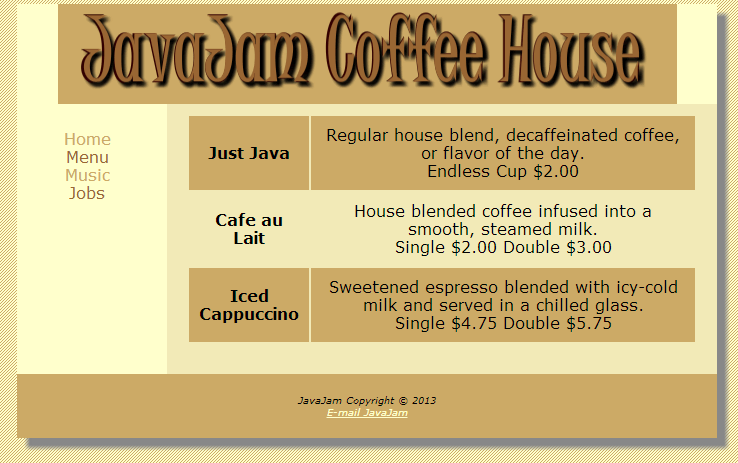 JavaJam Coffee House
Home
Menu
Music
Jobs
Just Java
Regular house blend, decaffeinated coffee,
or flavor of the day.
Endless Cup $2.00
Cafe au
Lait
House blended coffee infused into a
smooth, steamed milk.
Single $2.00 Double $3.00
Iced
Cappuccino
Sweetened espresso blended with icy-cold
milk and served in a chilled glass.
Single $4.75 Double $5.75
JavaJam Copyright © 2013
E-mail JavaJam